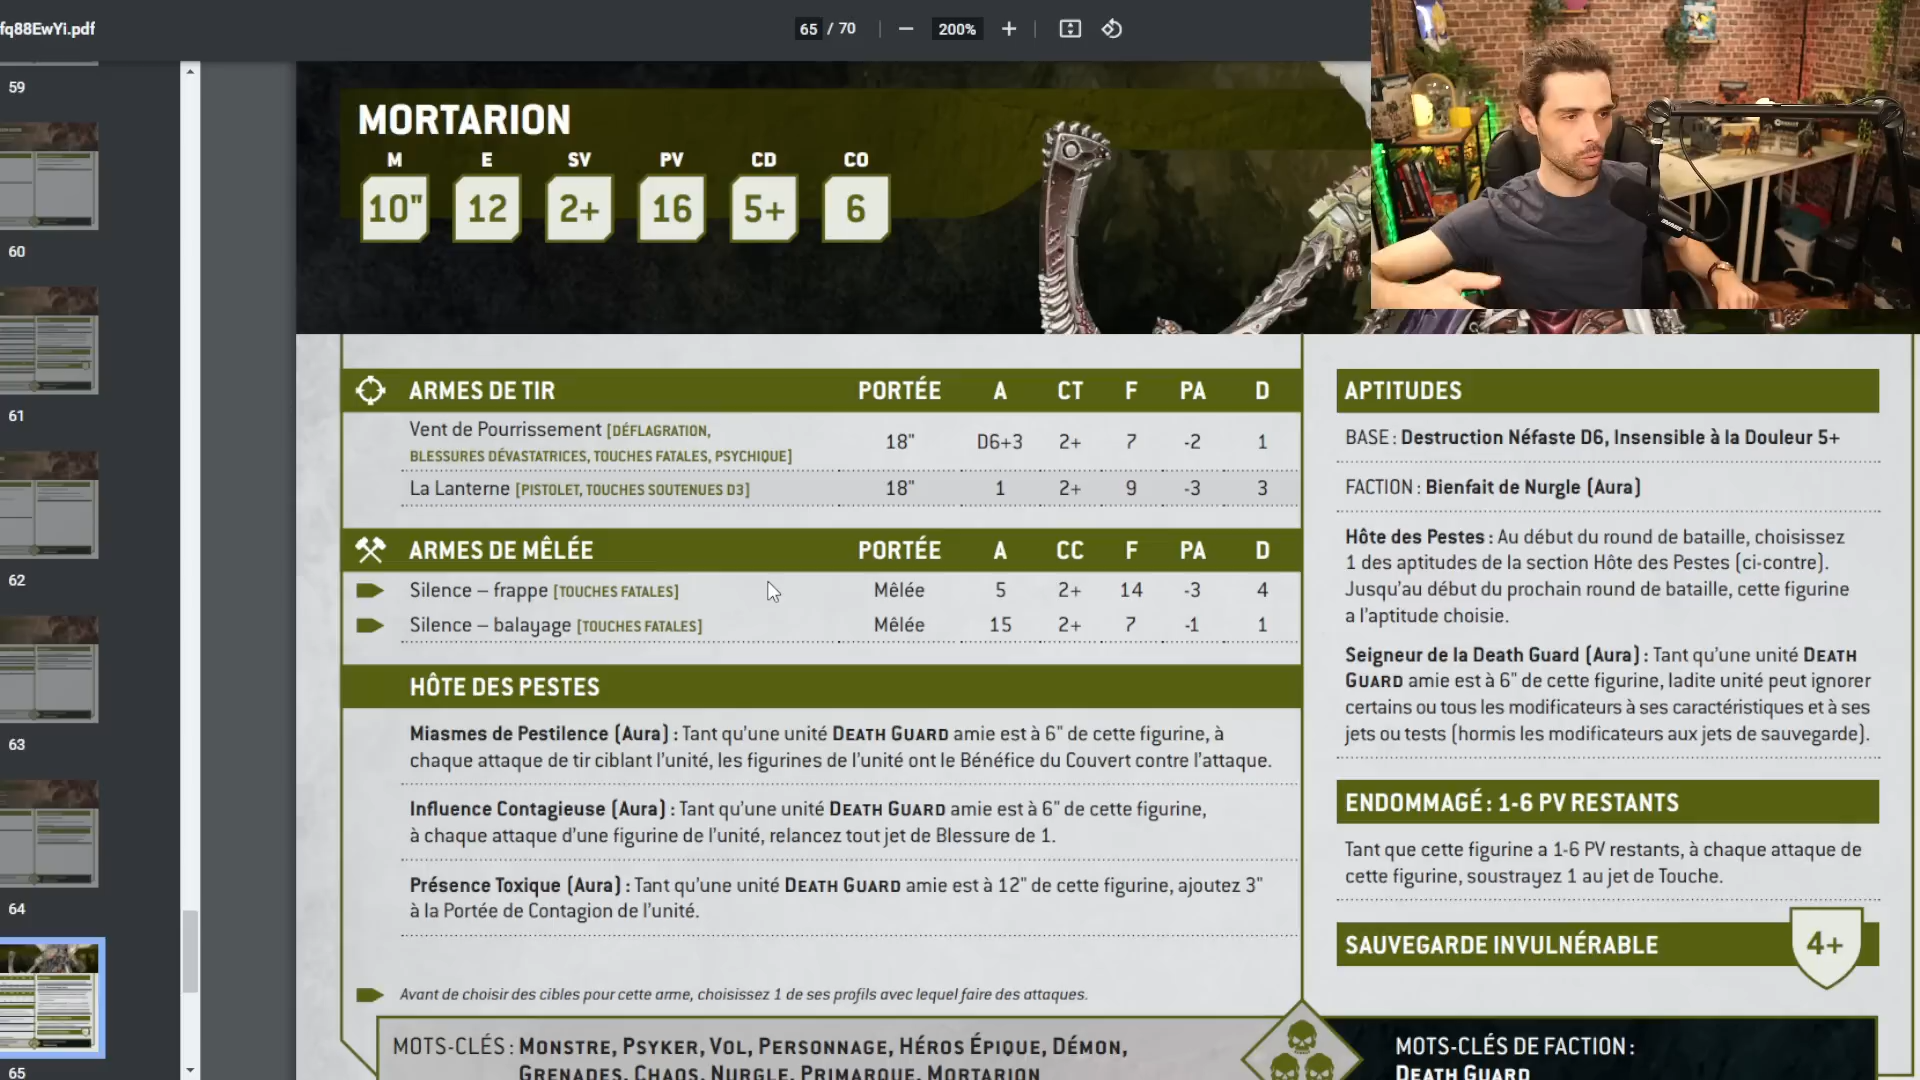 fq88EwYi.pdf
65 / 70
200%
59
60
61
62
63
64
65
MORTARION
M E SV PV CD CO
10" 12 2+ 16 5+ 6
ARMES DE TIR PORTÉE A CT F PA D
Vent de Pourrissement [DÉFLAGRATION,
BLESSURES DÉVASTATRICES, TOUCHES FATALES, PSYCHIQUE] 18" D6+3 2+ 7 -2 1
La Lanterne [PISTOLET, TOUCHES SOUTENUES D3] 18" 1 2+ 9 -3 3
ARMES DE MÊLÉE PORTÉE A CC F PA D
Silence – frappe [TOUCHES FATALES] Mêlée 5 2+ 14 -3 4
Silence – balayage [TOUCHES FATALES] Mêlée 15 2+ 7 -1 1
HÔTE DES PESTES
Miasmes de Pestilence (Aura) : Tant qu'une unité DEATH GUARD amie est à 6" de cette figurine, à
chaque attaque de tir ciblant l'unité, les figurines de l'unité ont le Bénéfice du Couvert contre l'attaque.
Influence Contagieuse (Aura) : Tant qu'une unité DEATH GUARD amie est à 6" de cette figurine,
à chaque attaque d'une figurine de l'unité, relancez tout jet de Blessure de 1.
Présence Toxique (Aura) : Tant qu'une unité DEATH GUARD amie est à 12" de cette figurine, ajoutez 3"
à la Portée de Contagion de l'unité.
Avant de choisir des cibles pour cette arme, choisissez 1 de ses profils avec lequel faire des attaques.
MOTS-CLÉS : MONSTRE, PSYKER, VOL, PERSONNAGE, HÉROS ÉPIQUE, DÉMON,
GRENADES, CHAOS, NURGLE, PRIMARQUE, MORTARION
APTITUDES
BASE : Destruction Néfaste D6, Insensible à la Douleur 5+
FACTION : Bienfait de Nurgle (Aura)
Hôte des Pestes : Au début du round de bataille, choisissez
1 des aptitudes de la section Hôte des Pestes (ci-contre).
Jusqu'au début du prochain round de bataille, cette figurine
a l'aptitude choisie.
Seigneur de la Death Guard (Aura) : Tant qu'une unité DEATH
GUARD amie est à 6" de cette figurine, ladite unité peut ignorer
certains ou tous les modificateurs à ses caractéristiques et à ses
jets ou tests (hormis les modificateurs aux jets de sauvegarde).
ENDOMMAGÉ : 1-6 PV RESTANTS
Tant que cette figurine a 1-6 PV restants, à chaque attaque de
cette figurine, soustrayez 1 au jet de Touche.
SAUVEGARDE INVULNÉRABLE 4+
MOTS-CLÉS DE FACTION :
DEATH GUARD